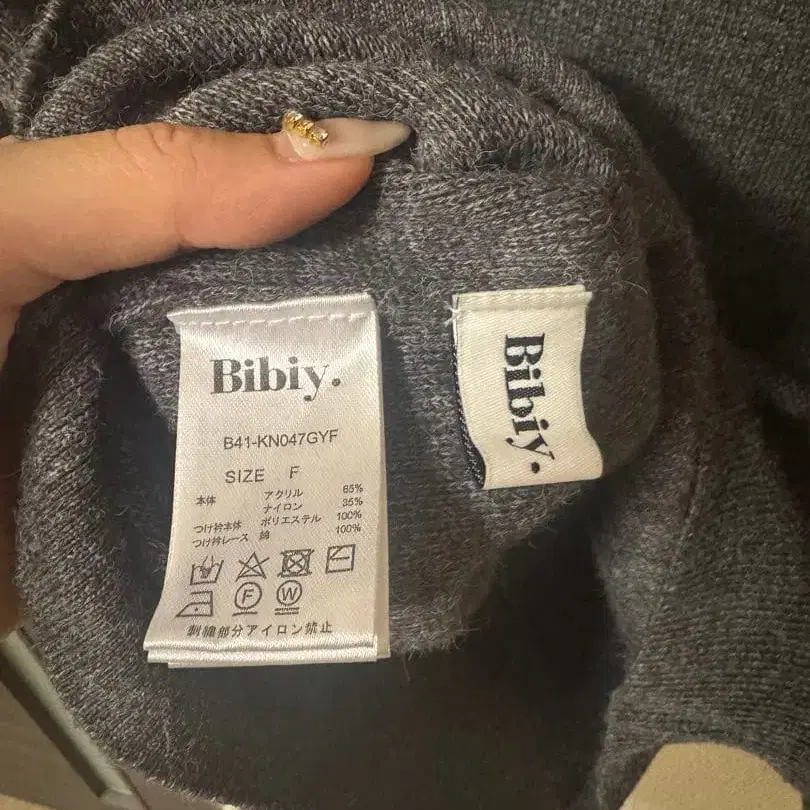 Bibiy.
B41-KN047GYF
SIZE F
本体 アクリル 65%
ナイロン 35%
つけ衿本体 ポリエステル 100%
つけ衿レース 綿 100%
F W
刺繍部分アイロン禁止
Bibiy.